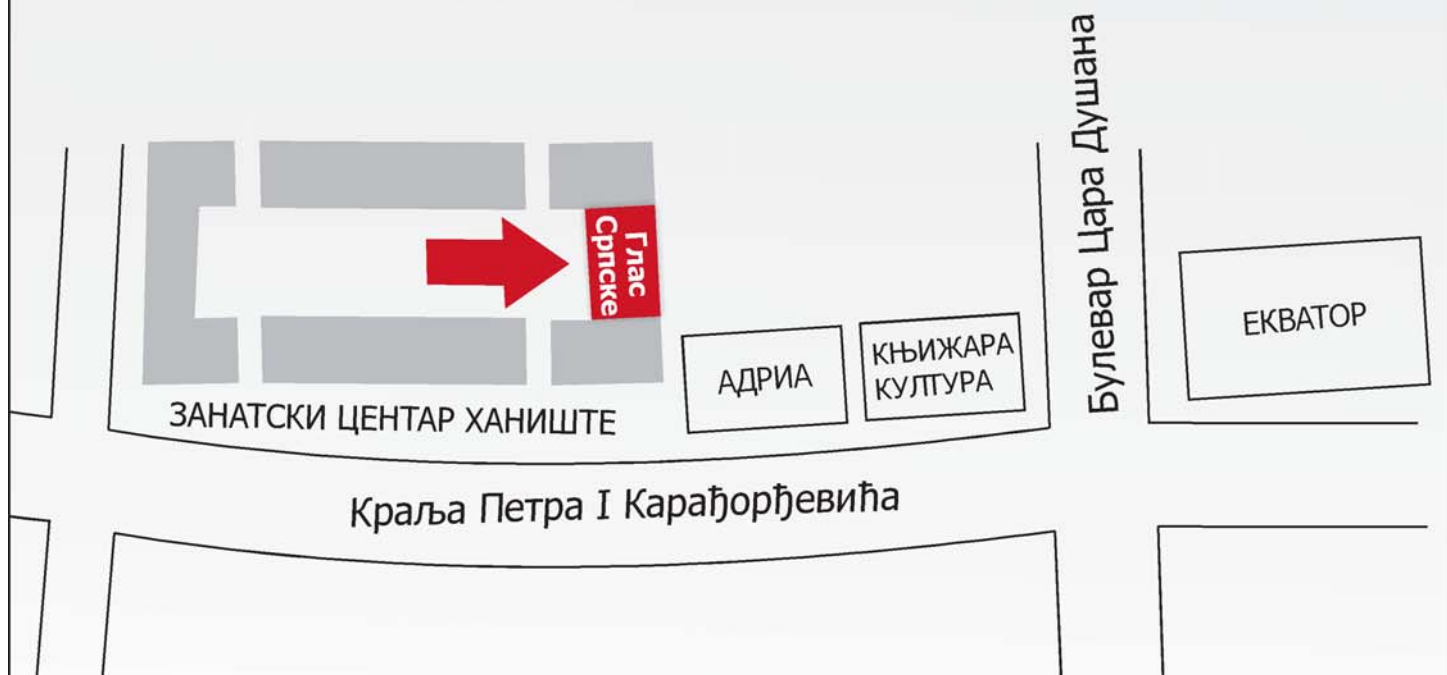 Булевар Цара Душана
Глас
Српске
ЕКВАТОР
АДРИА
КЊИЖАРА
КУЛТУРА
ЗАНАТСКИ ЦЕНТАР ХАНИШТЕ
Краља Петра I Карађорђевића